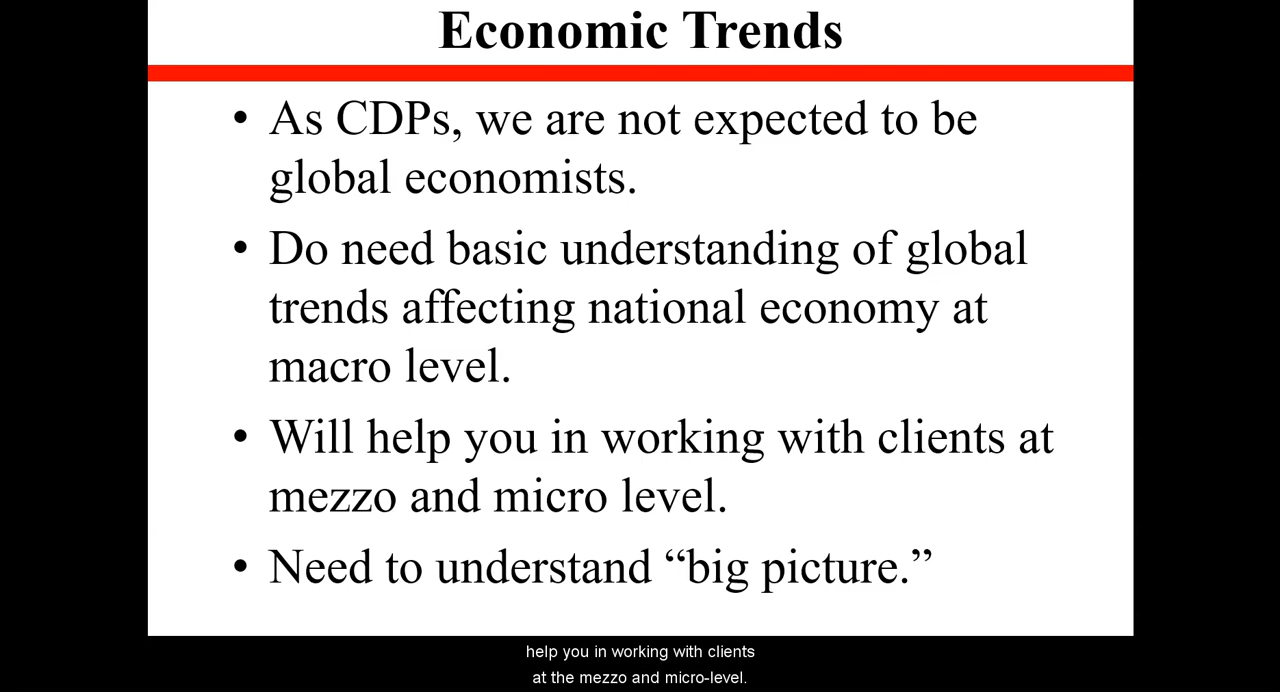 Economic Trends
• As CDPs, we are not expected to be
global economists.
• Do need basic understanding of global
trends affecting national economy at
macro level.
• Will help you in working with clients at
mezzo and micro level.
• Need to understand “big picture.”
help you in working with clients
at the mezzo and micro-level.